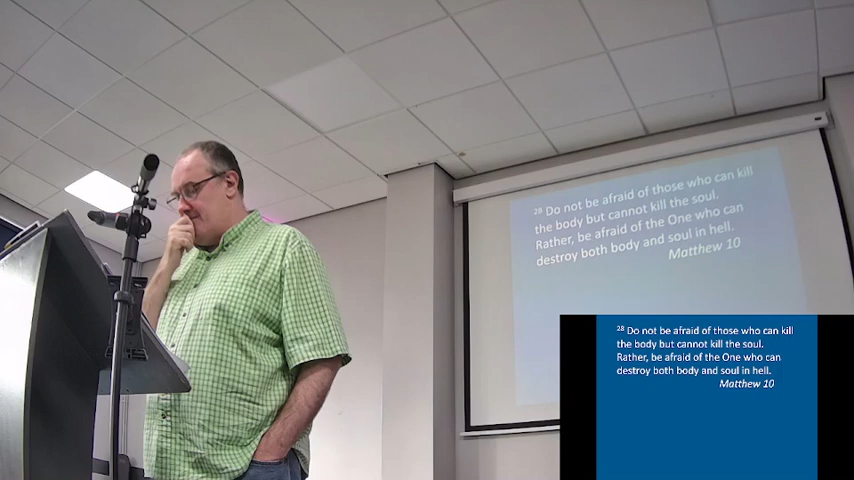 28 Do not be afraid of those who can kill
the body but cannot kill the soul.
Rather, be afraid of the One who can
destroy both body and soul in hell.
Matthew 10
28 Do not be afraid of those who can kill
the body but cannot kill the soul.
Rather, be afraid of the One who can
destroy both body and soul in hell.
Matthew 10